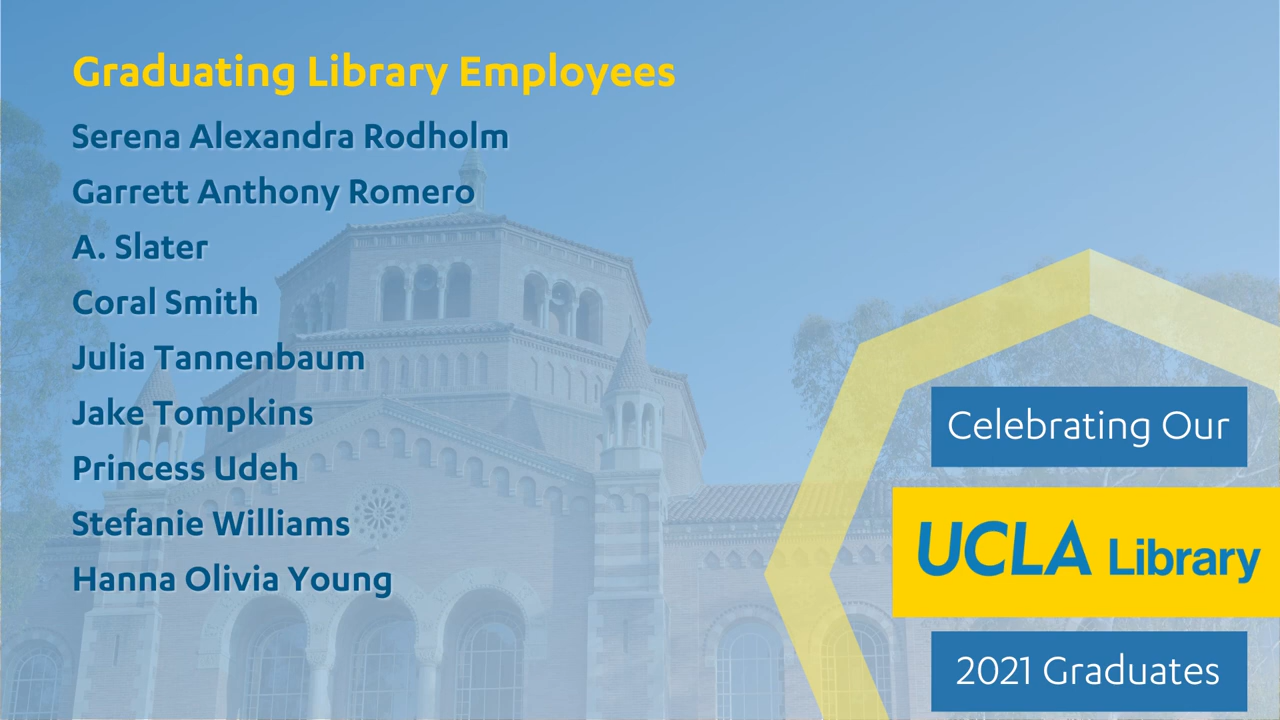 Graduating Library Employees
Serena Alexandra Rodholm
Garrett Anthony Romero
A. Slater
Coral Smith
Julia Tannenbaum
Jake Tompkins
Princess Udeh
Stefanie Williams
Hanna Olivia Young
Celebrating Our
UCLA Library
2021 Graduates